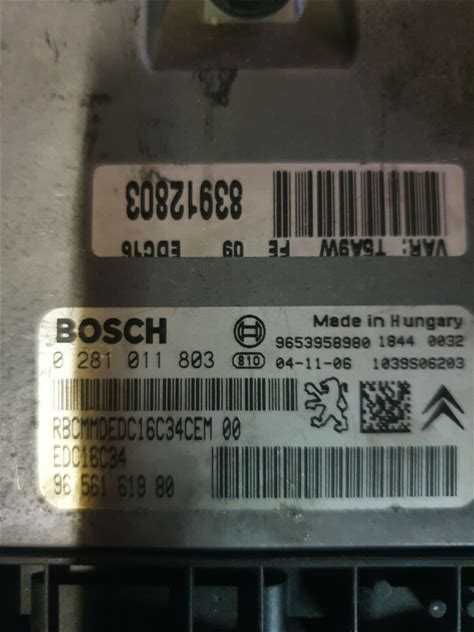 83912803
VAR: T6A9W FE 09 EDC16
BOSCH
Made in Hungary
9653958980 1844 0032
0 281 011 803 810 04-11-06 1039S06203
RBCMMDEDC16C34CEM 00
EDC16C34
96 561 619 80